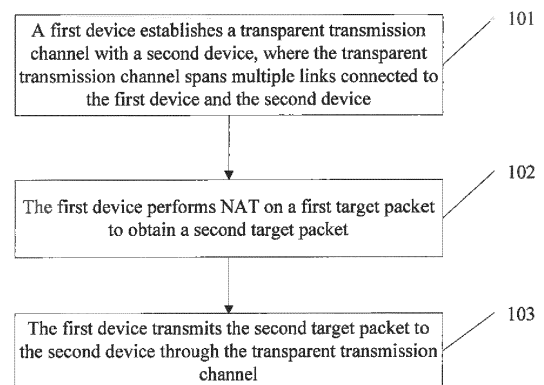 A first device establishes a transparent transmission
channel with a second device, where the transparent
transmission channel spans multiple links connected to
the first device and the second device
101
The first device performs NAT on a first target packet
to obtain a second target packet
102
The first device transmits the second target packet to
the second device through the transparent transmission
channel
103